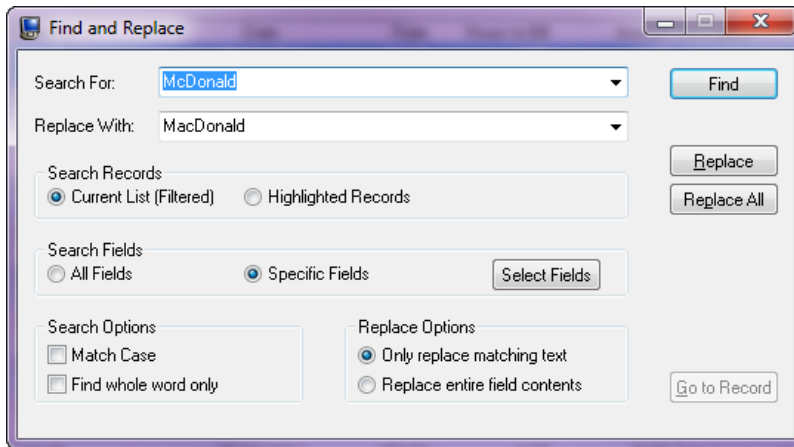 Find and Replace
Search For: McDonald Find
Replace With: MacDonald
Replace
Search Records
Current List (Filtered) Highlighted Records Replace All
Search Fields
All Fields Specific Fields Select Fields
Search Options Replace Options
Match Case Only replace matching text
Find whole word only Replace entire field contents Go to Record